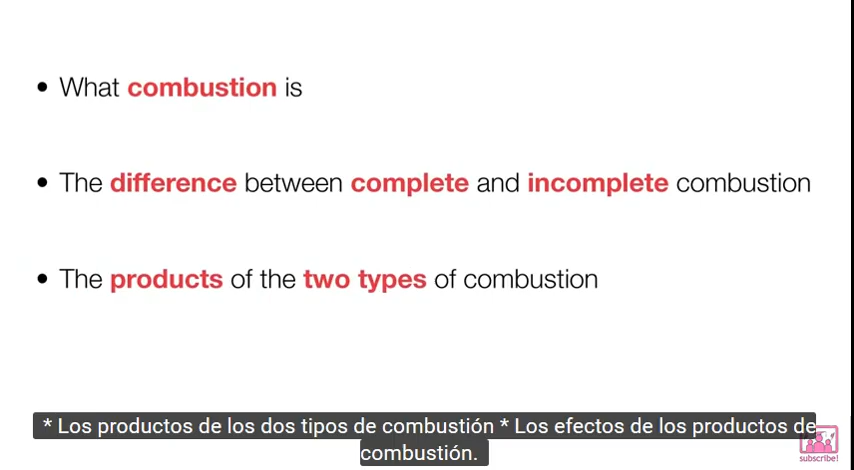 • What combustion is
• The difference between complete and incomplete combustion
• The products of the two types of combustion
* Los productos de los dos tipos de combustión * Los efectos de los productos de
combustión.
subscribe!